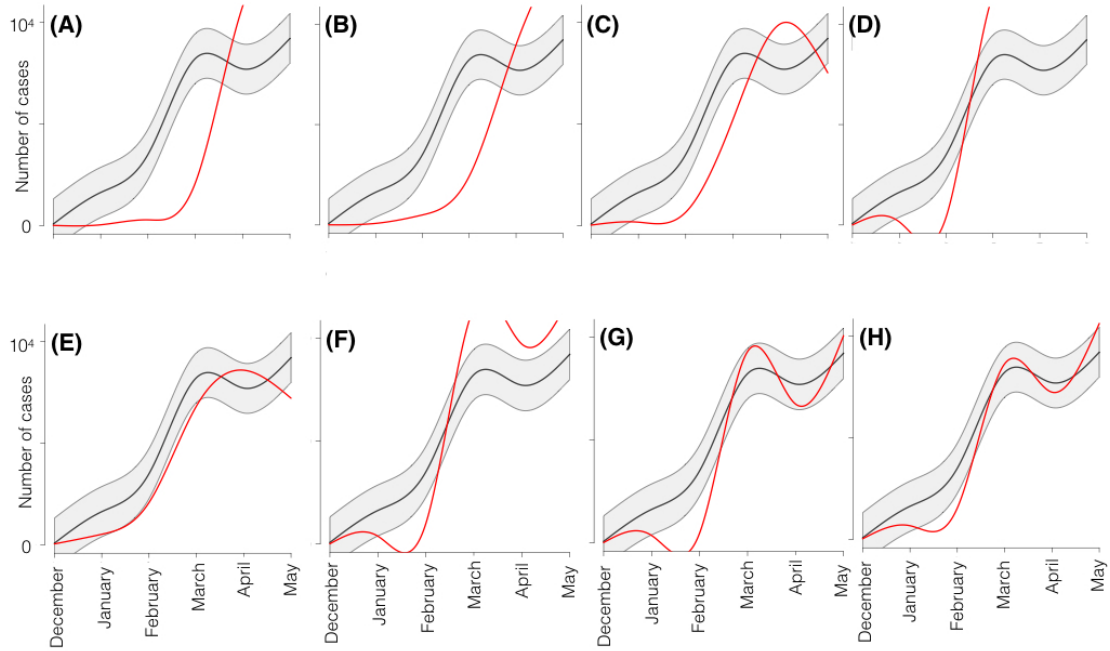 (A) (B) (C) (D)
10⁴
Number of cases
0
(E) (F) (G) (H)
10⁴
Number of cases
0
December January February March April May
December January February March April May
December January February March April May
December January February March April May